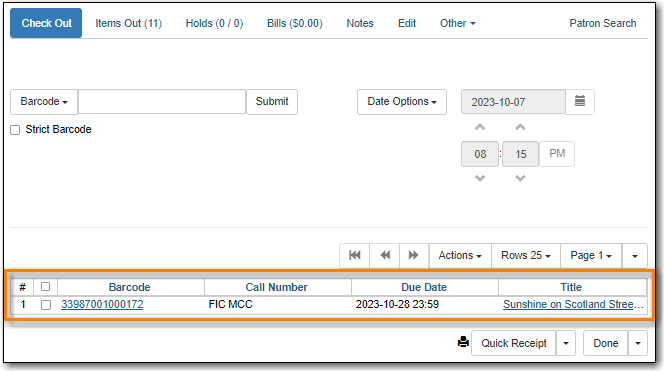 Check Out Items Out (11) Holds (0 / 0) Bills ($0.00) Notes Edit Other Patron Search
Barcode Submit Date Options 2023-10-07
Strict Barcode
08 : 15 PM
Actions Rows 25 Page 1
# Barcode Call Number Due Date Title
1 33987001000172 FIC MCC 2023-10-28 23:59 Sunshine on Scotland Stree...
Quick Receipt Done